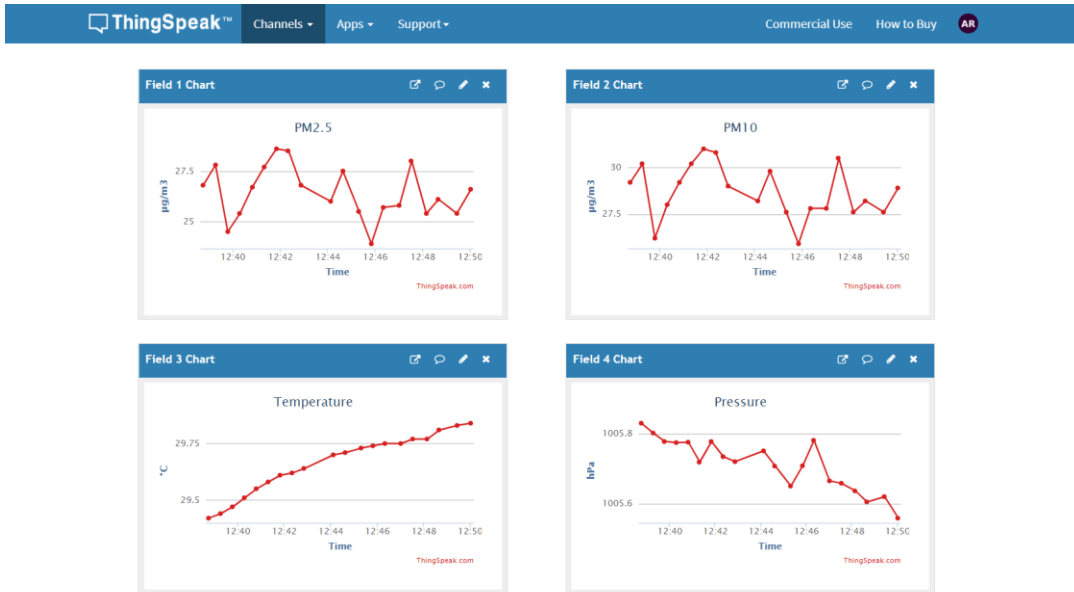 ThingSpeak™ Channels Apps Support Commercial Use How to Buy AR
Field 1 Chart
PM2.5
27.5
25
µg/m3
12:40 12:42 12:44 12:46 12:48 12:50
Time
ThingSpeak.com
Field 2 Chart
PM10
30
27.5
µg/m3
12:40 12:42 12:44 12:46 12:48 12:50
Time
ThingSpeak.com
Field 3 Chart
Temperature
29.75
29.5
°C
12:40 12:42 12:44 12:46 12:48 12:50
Time
ThingSpeak.com
Field 4 Chart
Pressure
1005.8
1005.6
hPa
12:40 12:42 12:44 12:46 12:48 12:50
Time
ThingSpeak.com